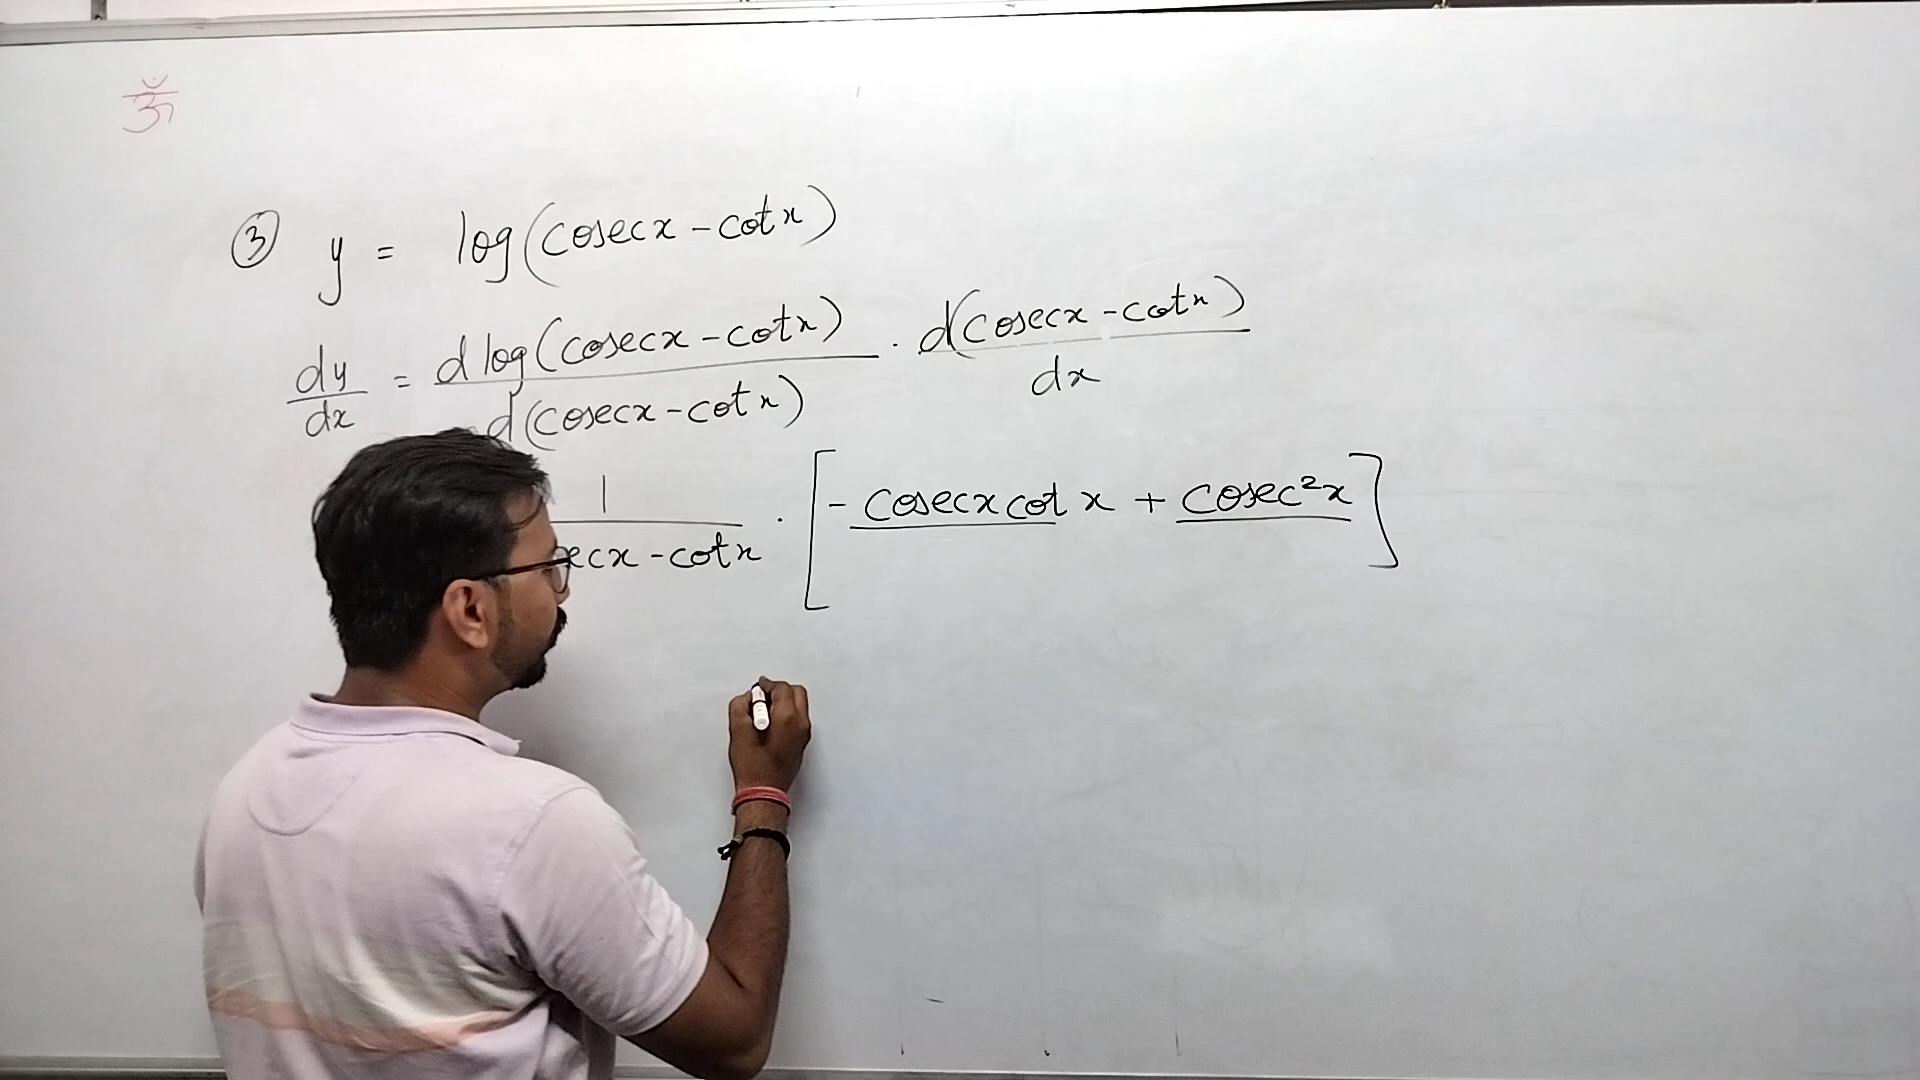 ॐ
③ y = log(cosecx - cotx)
dy/dx = d log(cosecx - cotx)/d(cosecx - cotx) · d(cosecx - cotx)/dx
1/ecx - cotx · [- cosecx cotx + cosec²x]